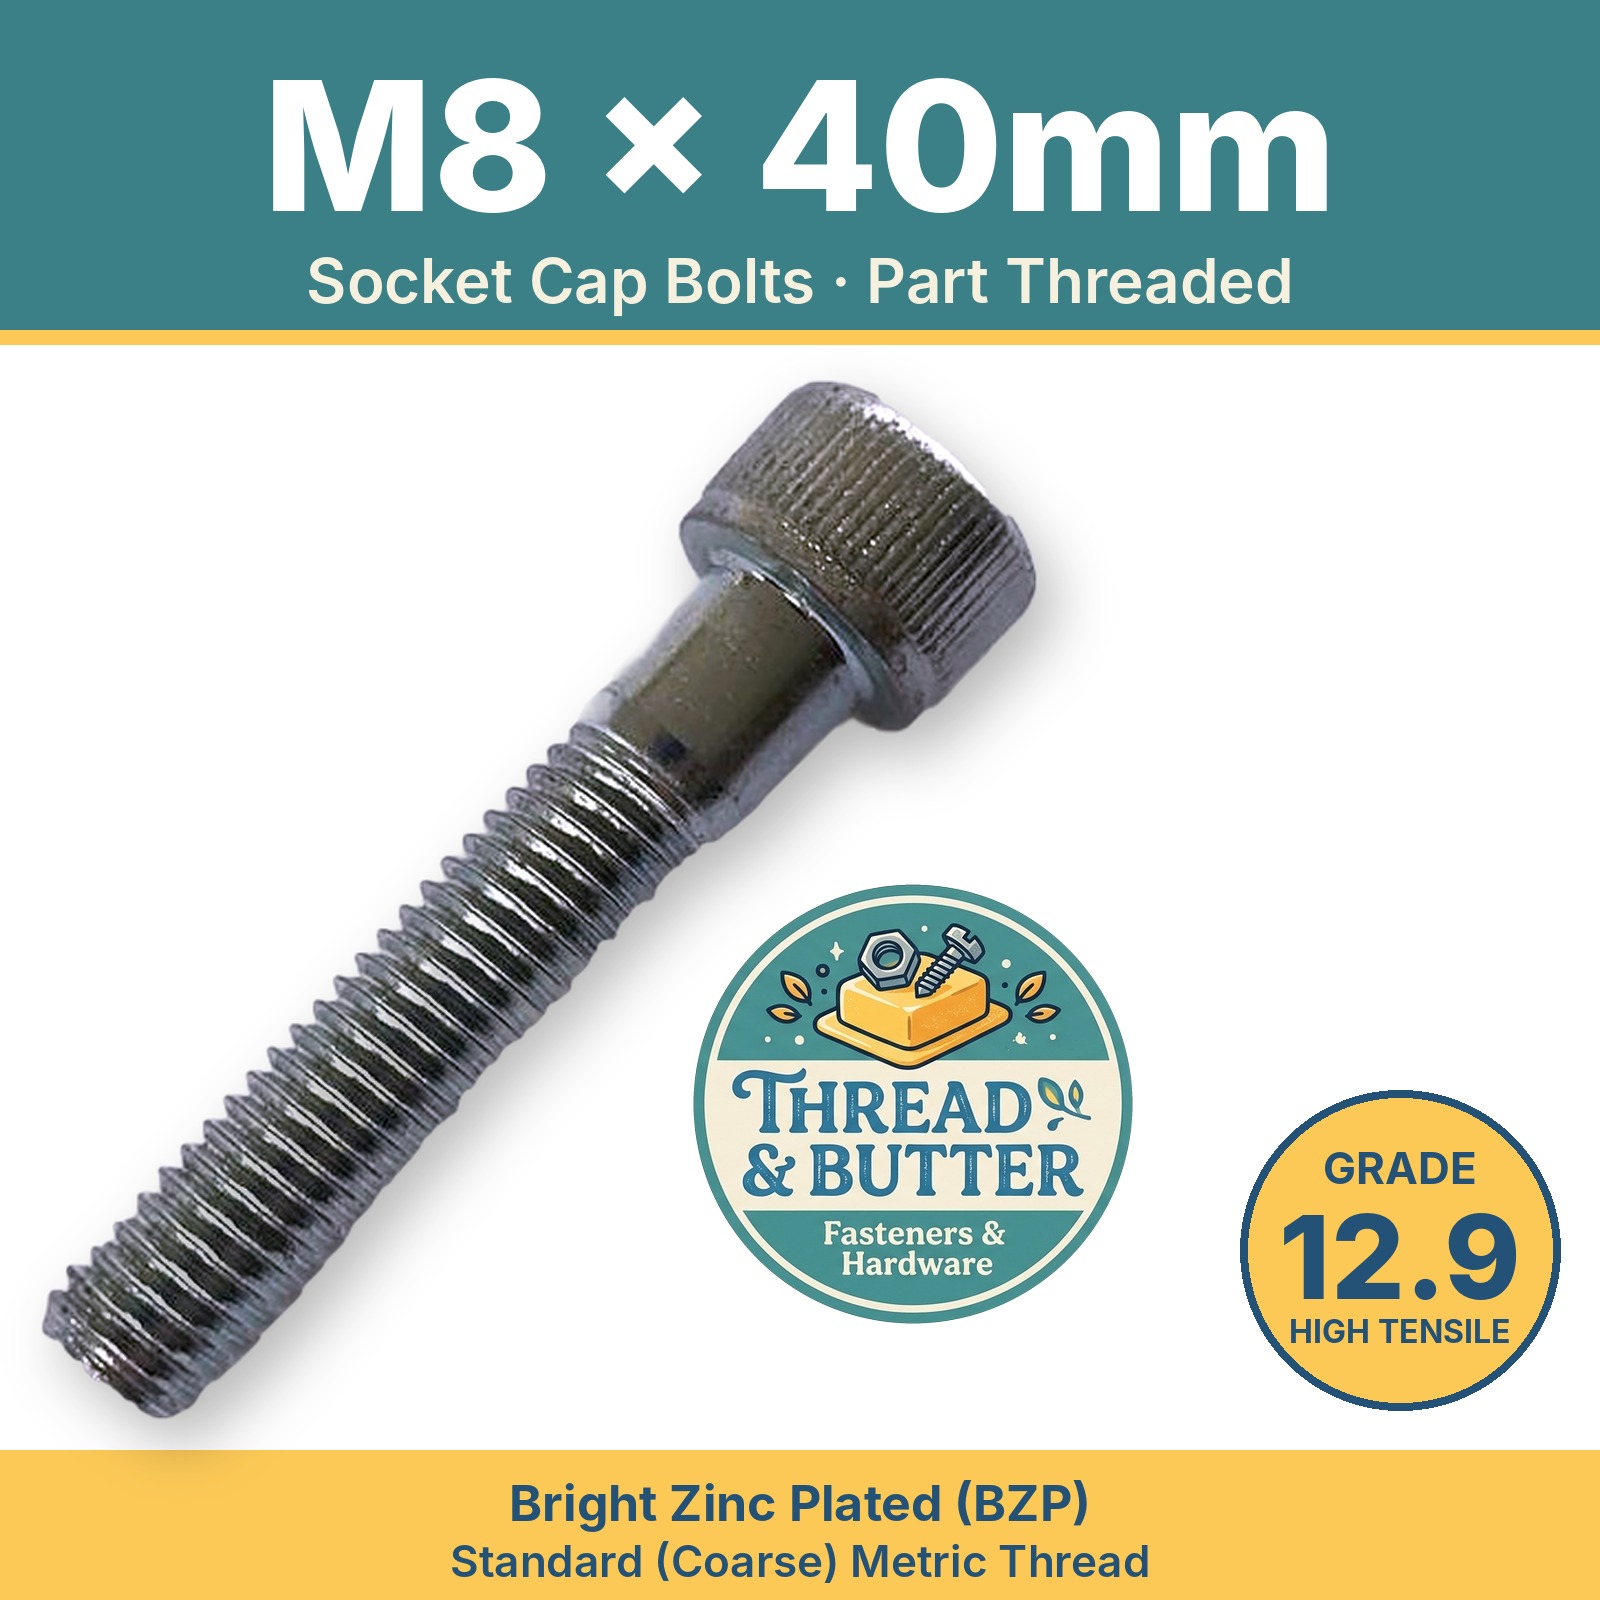 M8 × 40mm
Socket Cap Bolts · Part Threaded
THREAD
& BUTTER
Fasteners &
Hardware
GRADE
12.9
HIGH TENSILE
Bright Zinc Plated (BZP)
Standard (Coarse) Metric Thread